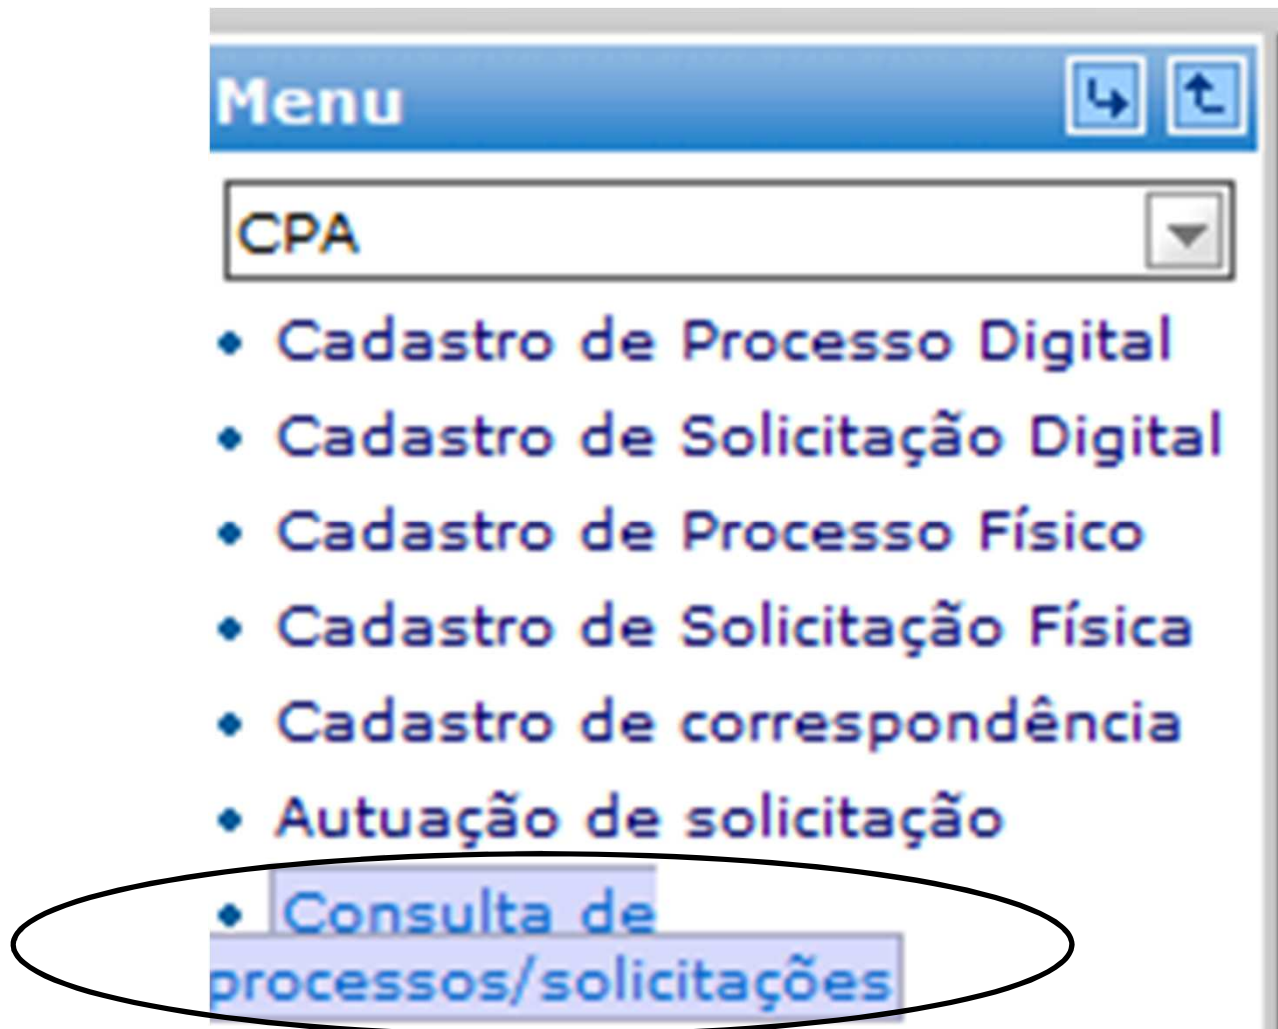 Menu
CPA
Cadastro de Processo Digital
Cadastro de Solicitação Digital
Cadastro de Processo Físico
Cadastro de Solicitação Física
Cadastro de correspondência
Autuação de solicitação
Consulta de
processos/solicitações